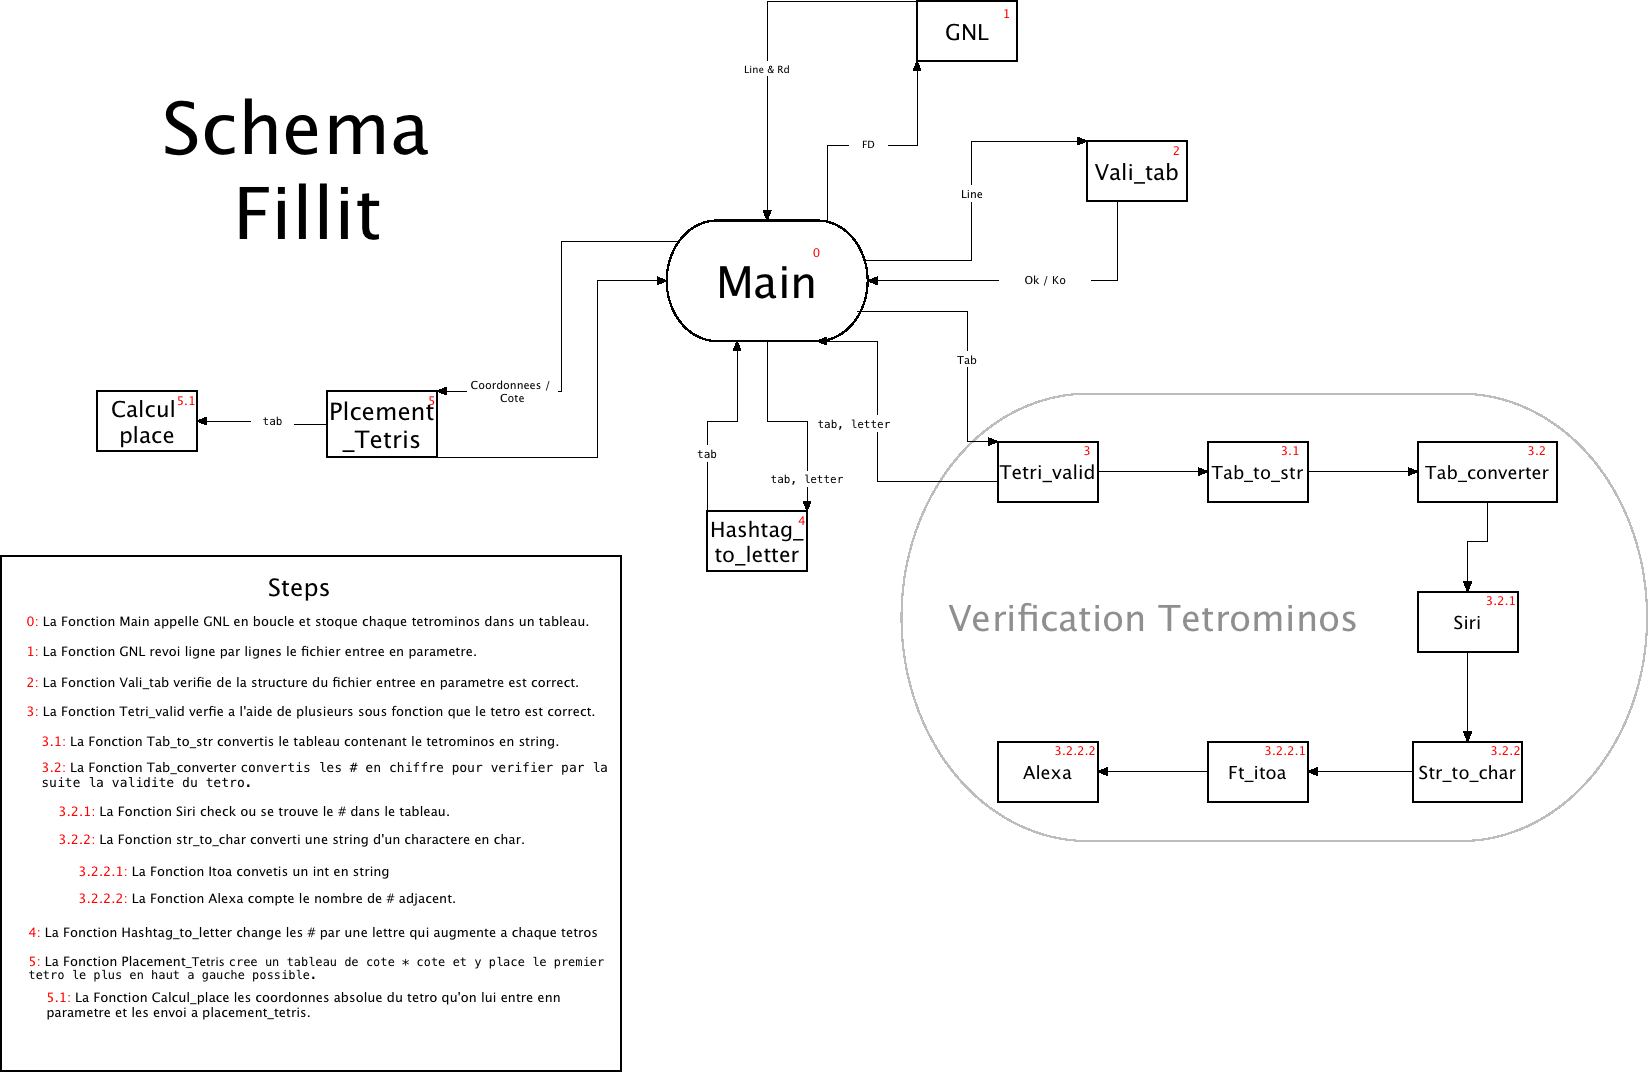 Schema
Fillit
1
GNL
Line & Rd
FD
2
Vali_tab
Line
Ok / Ko
0
Main
Tab
Coordonnees /
Cote
5.1
Calcul
place
tab
5
Plcement
_Tetris
tab
tab, letter
tab, letter
4
Hashtag_
to_letter
3
Tetri_valid
3.1
Tab_to_str
3.2
Tab_converter
Verification Tetrominos
3.2.1
Siri
3.2.2.2
Alexa
3.2.2.1
Ft_itoa
3.2.2
Str_to_char
Steps
0: La Fonction Main appelle GNL en boucle et stoque chaque tetrominos dans un tableau.
1: La Fonction GNL revoi ligne par lignes le fichier entree en parametre.
2: La Fonction Vali_tab verifie de la structure du fichier entree en parametre est correct.
3: La Fonction Tetri_valid verfie a l'aide de plusieurs sous fonction que le tetro est correct.
3.1: La Fonction Tab_to_str convertis le tableau contenant le tetrominos en string.
3.2: La Fonction Tab_converter convertis les # en chiffre pour verifier par la
suite la validite du tetro.
3.2.1: La Fonction Siri check ou se trouve le # dans le tableau.
3.2.2: La Fonction str_to_char converti une string d'un charactere en char.
3.2.2.1: La Fonction Itoa convetis un int en string
3.2.2.2: La Fonction Alexa compte le nombre de # adjacent.
4: La Fonction Hashtag_to_letter change les # par une lettre qui augmente a chaque tetros
5: La Fonction Placement_Tetris cree un tableau de cote * cote et y place le premier
tetro le plus en haut a gauche possible.
5.1: La Fonction Calcul_place les coordonnes absolue du tetro qu'on lui entre enn
parametre et les envoi a placement_tetris.